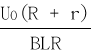 U0(R + r)
BLR